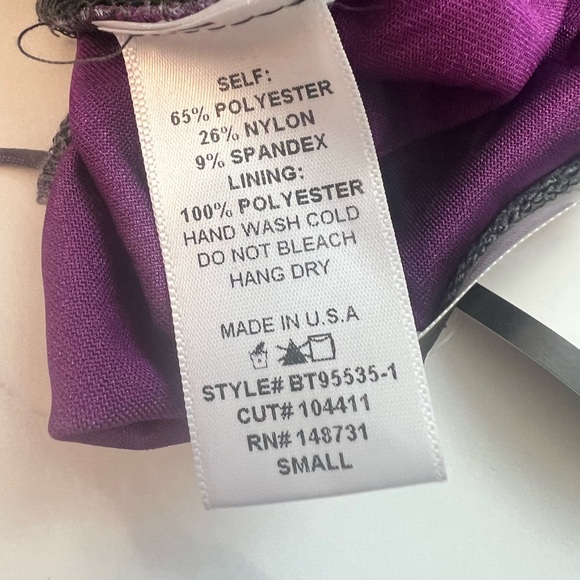 SELF:
65% POLYESTER
26% NYLON
9% SPANDEX
LINING:
100% POLYESTER
HAND WASH COLD
DO NOT BLEACH
HANG DRY
MADE IN U.S.A
STYLE# BT95535-1
CUT# 104411
RN# 148731
SMALL